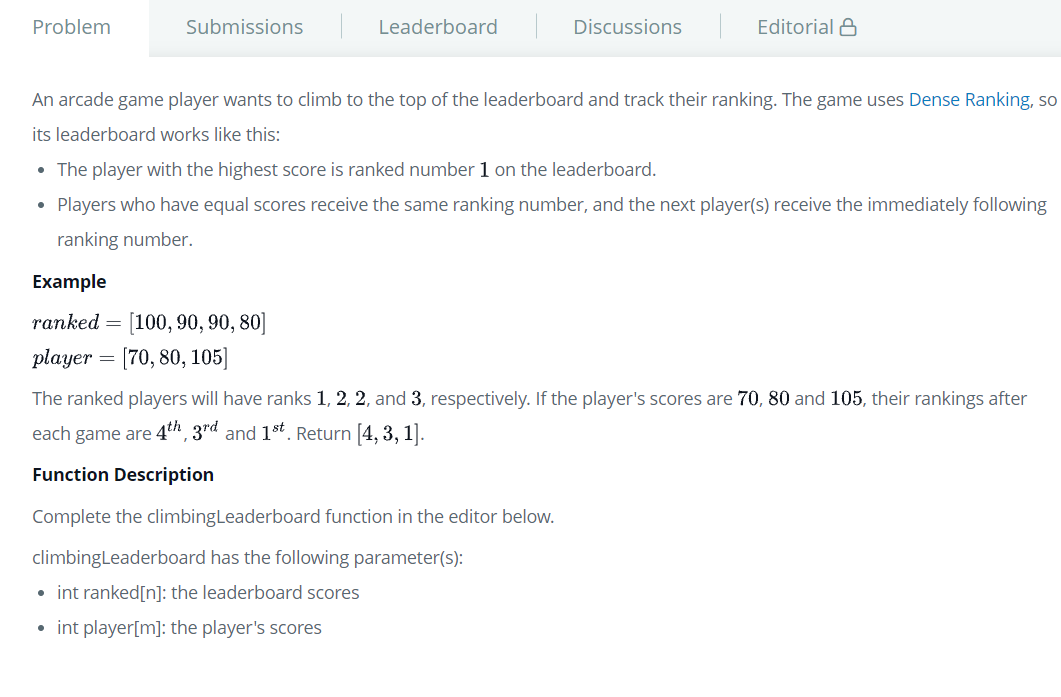 Problem Submissions Leaderboard Discussions Editorial
An arcade game player wants to climb to the top of the leaderboard and track their ranking. The game uses Dense Ranking, so
its leaderboard works like this:
• The player with the highest score is ranked number 1 on the leaderboard.
• Players who have equal scores receive the same ranking number, and the next player(s) receive the immediately following
ranking number.
Example
ranked = [100, 90, 90, 80]
player = [70, 80, 105]
The ranked players will have ranks 1, 2, 2, and 3, respectively. If the player's scores are 70, 80 and 105, their rankings after
each game are 4th, 3rd and 1st. Return [4, 3, 1].
Function Description
Complete the climbingLeaderboard function in the editor below.
climbingLeaderboard has the following parameter(s):
• int ranked[n]: the leaderboard scores
• int player[m]: the player's scores